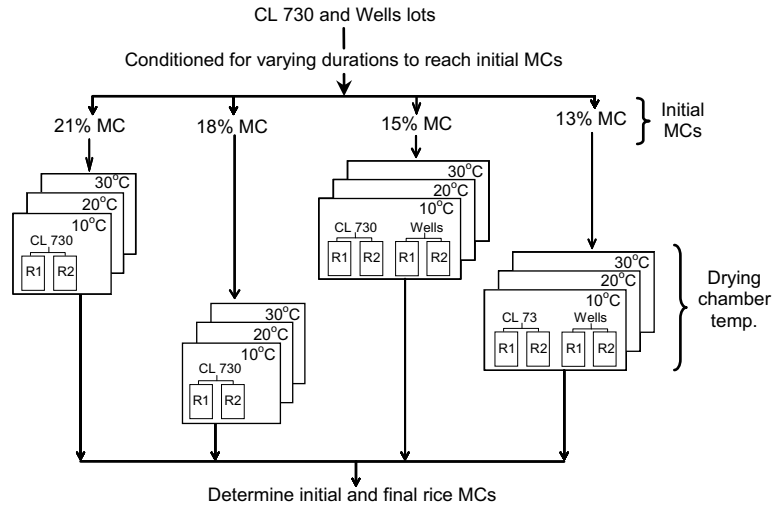 CL 730 and Wells lots
Conditioned for varying durations to reach initial MCs
21% MC
18% MC
15% MC
13% MC
Initial
MCs
30°C
20°C
10°C
CL 730
R1 R2
30°C
20°C
10°C
CL 730
R1 R2
30°C
20°C
10°C
CL 730 Wells
R1 R2 R1 R2
30°C
20°C
10°C
CL 73 Wells
R1 R2 R1 R2
Drying
chamber
temp.
Determine initial and final rice MCs